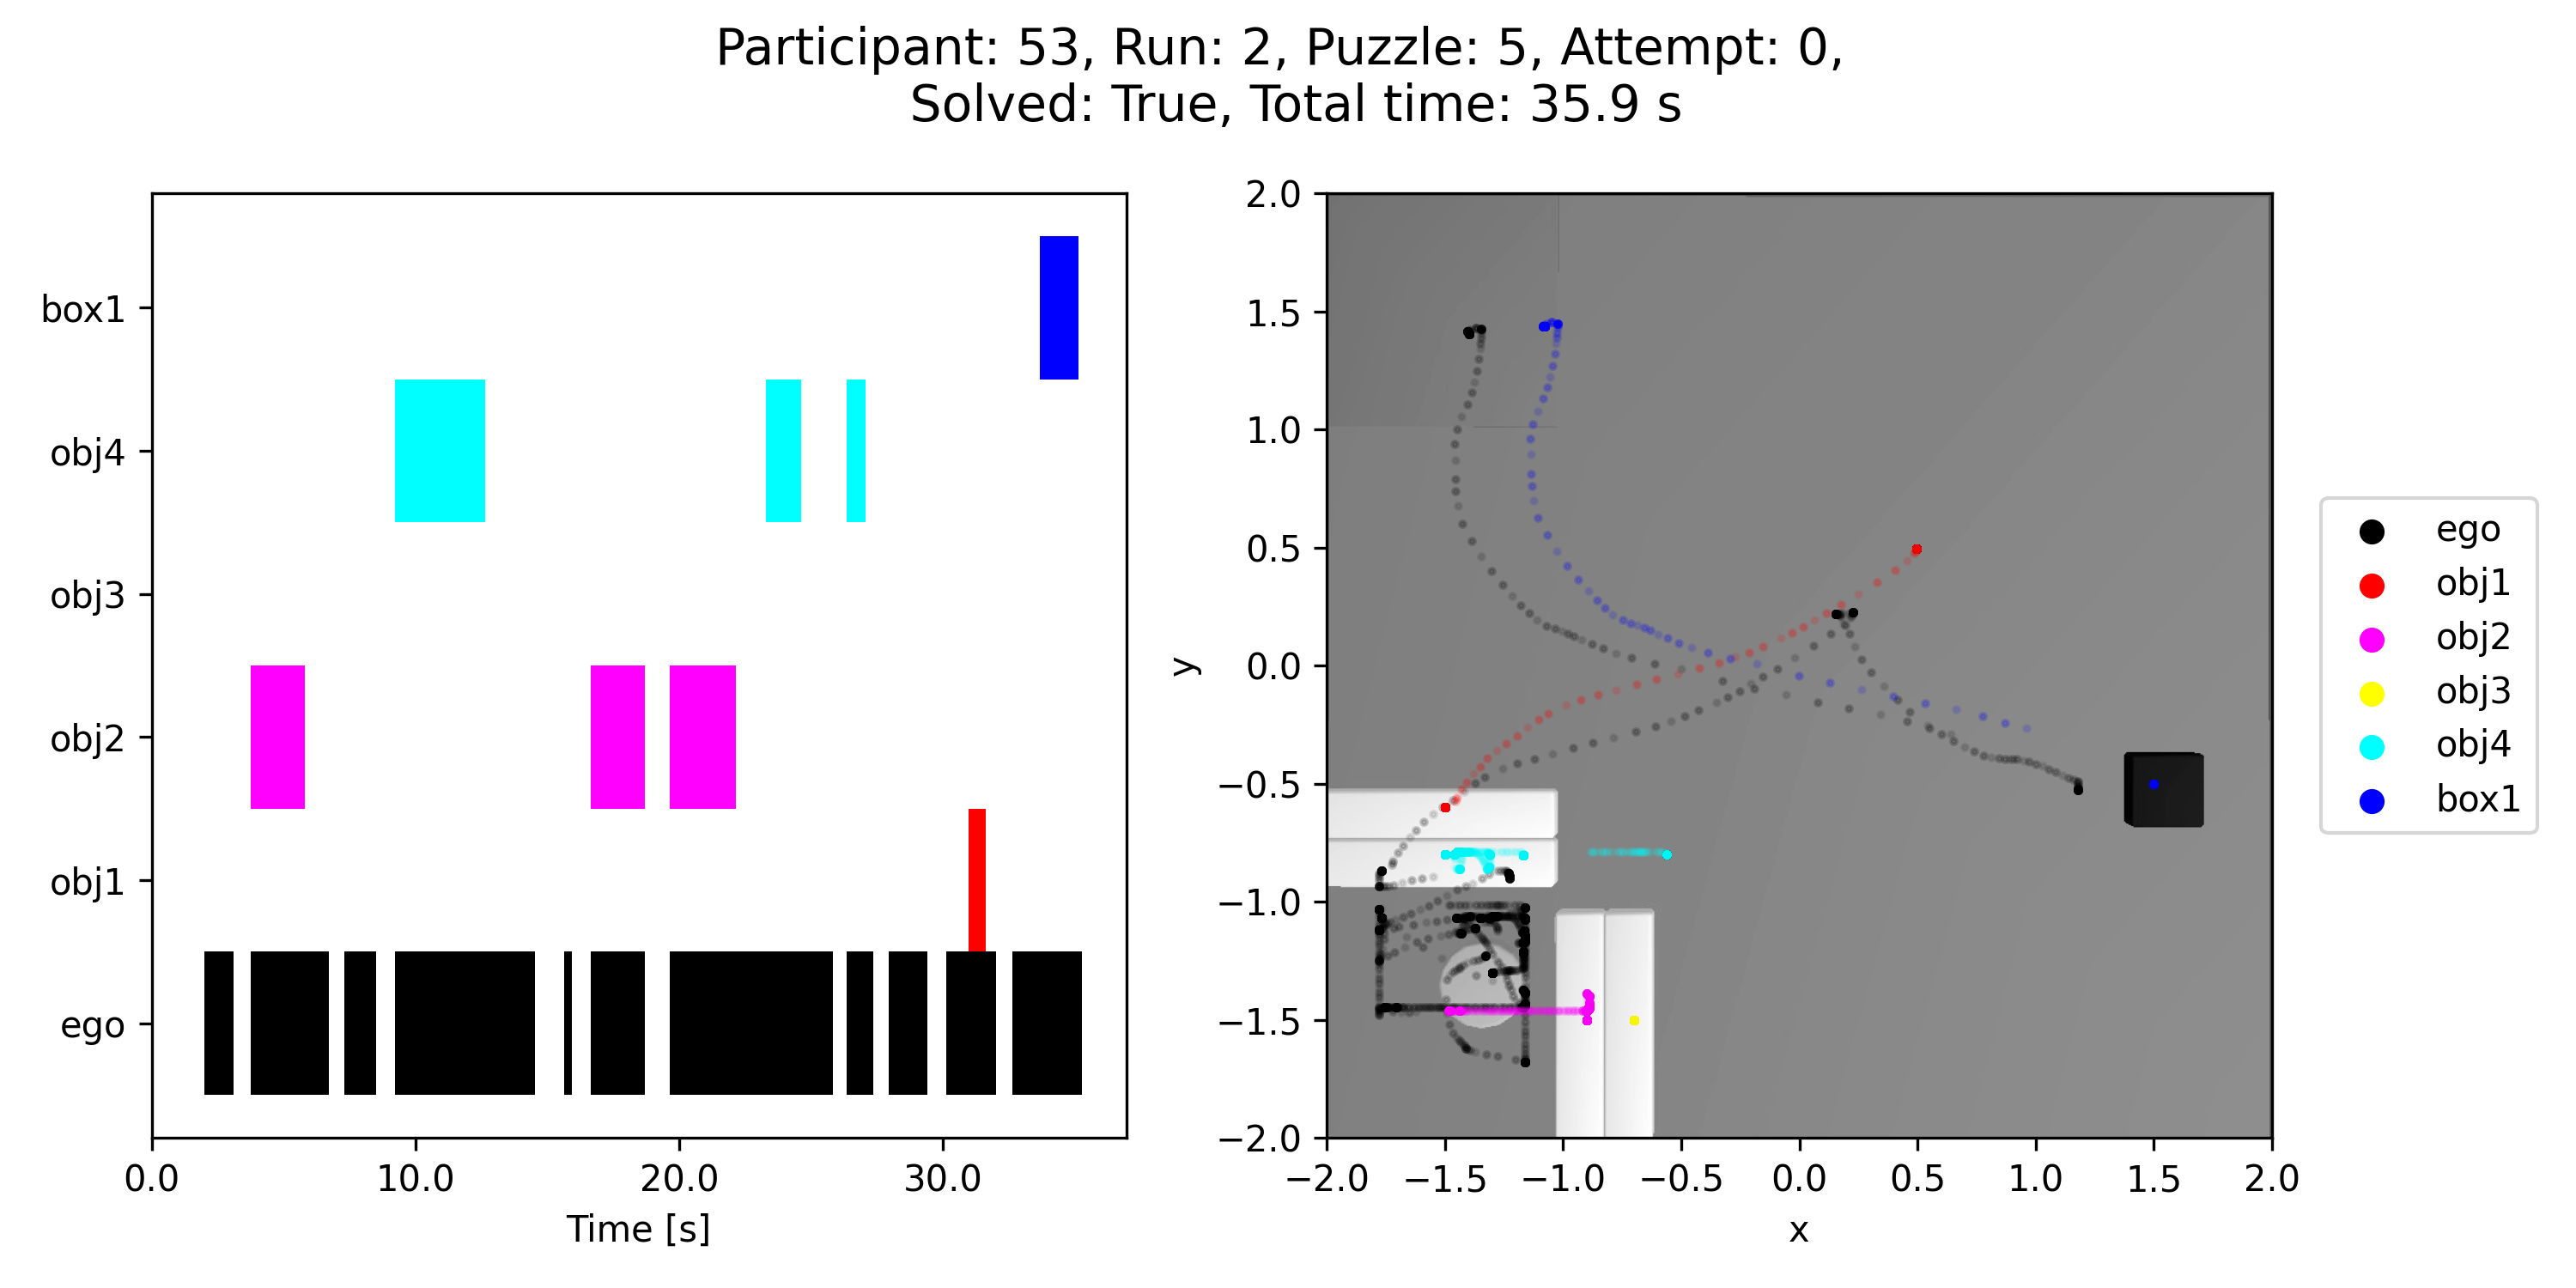 Participant: 53, Run: 2, Puzzle: 5, Attempt: 0,
Solved: True, Total time: 35.9 s
box1
obj4
obj3
obj2
obj1
ego
0.0 10.0 20.0 30.0
Time [s]
2.0
1.5
1.0
0.5
0.0
−0.5
−1.0
−1.5
−2.0
y
−2.0 −1.5 −1.0 −0.5 0.0 0.5 1.0 1.5 2.0
x
ego
obj1
obj2
obj3
obj4
box1